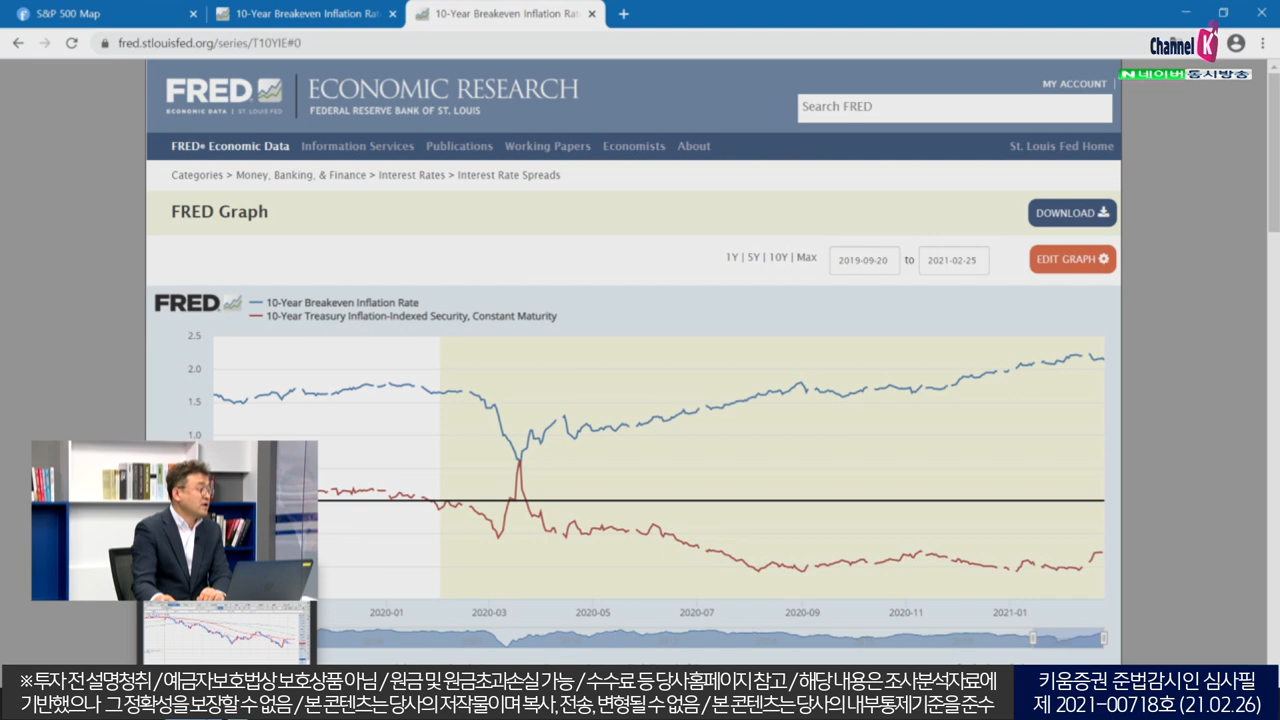 S&P 500 Map
10-Year Breakeven Inflation Rat
10-Year Breakeven Inflation Rat
fred.stlouisfed.org/series/T10YIE#0
Channel K
N 네이버 동시방송
FRED
ECONOMIC DATA | ST. LOUIS FED
ECONOMIC RESEARCH
FEDERAL RESERVE BANK OF ST. LOUIS
MY ACCOUNT
Search FRED
FRED® Economic Data Information Services Publications Working Papers Economists About St. Louis Fed Home
Categories > Money, Banking, & Finance > Interest Rates > Interest Rate Spreads
FRED Graph
DOWNLOAD
1Y | 5Y | 10Y | Max 2019-09-20 to 2021-02-25
EDIT GRAPH
FRED
10-Year Breakeven Inflation Rate
10-Year Treasury Inflation-Indexed Security, Constant Maturity
2.5
2.0
1.5
1.0
2020-01 2020-03 2020-05 2020-07 2020-09 2020-11 2021-01
※ 투자 전 설명청취 / 예금자보호법상 보호상품 아님 / 원금 및 원금초과손실 가능 / 수수료 등 당사홈페이지 참고 / 해당 내용은 조사분석자료에
기반했으나 그 정확성을 보장할 수 없음 / 본 콘텐츠는 당사의 저작물이며 복사, 전송, 변형될 수 없음 / 본 콘텐츠는 당사의 내부통제기준을 준수
키움증권 준법감시인 심사필
제 2021-00718호 (21.02.26)